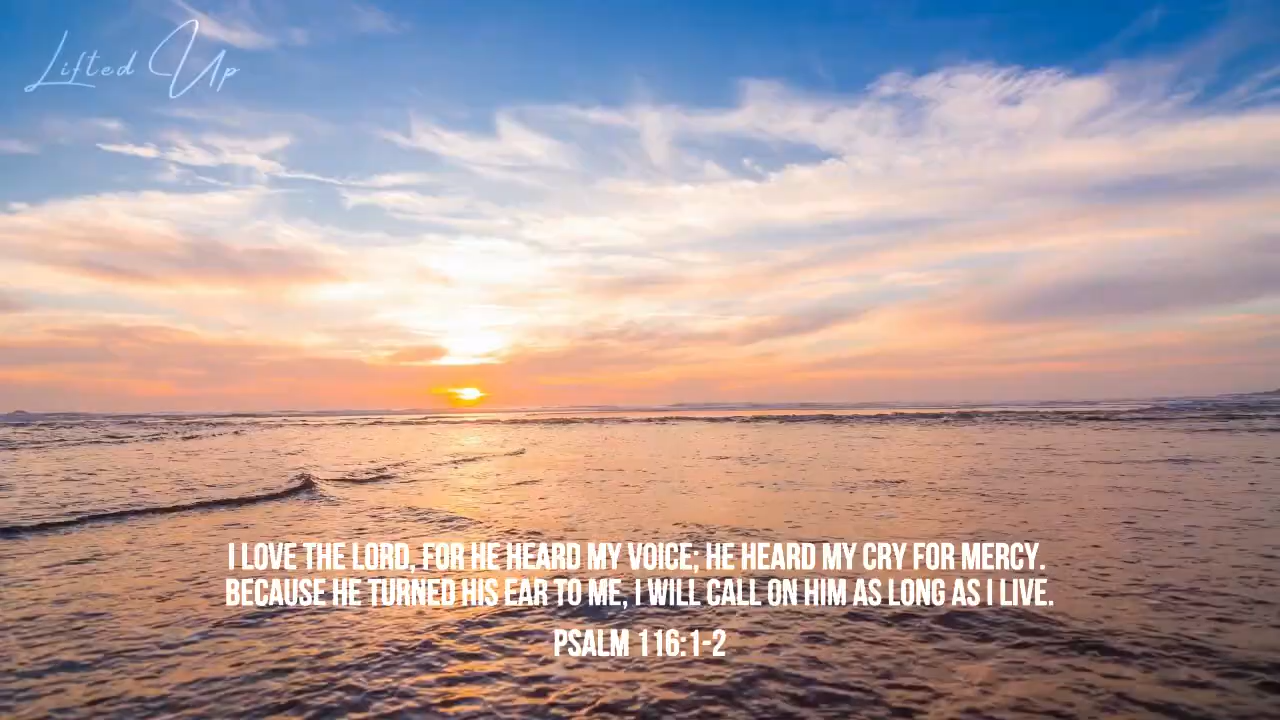 Lifted Up
I LOVE THE LORD, FOR HE HEARD MY VOICE; HE HEARD MY CRY FOR MERCY.
BECAUSE HE TURNED HIS EAR TO ME, I WILL CALL ON HIM AS LONG AS I LIVE.
PSALM 116:1-2